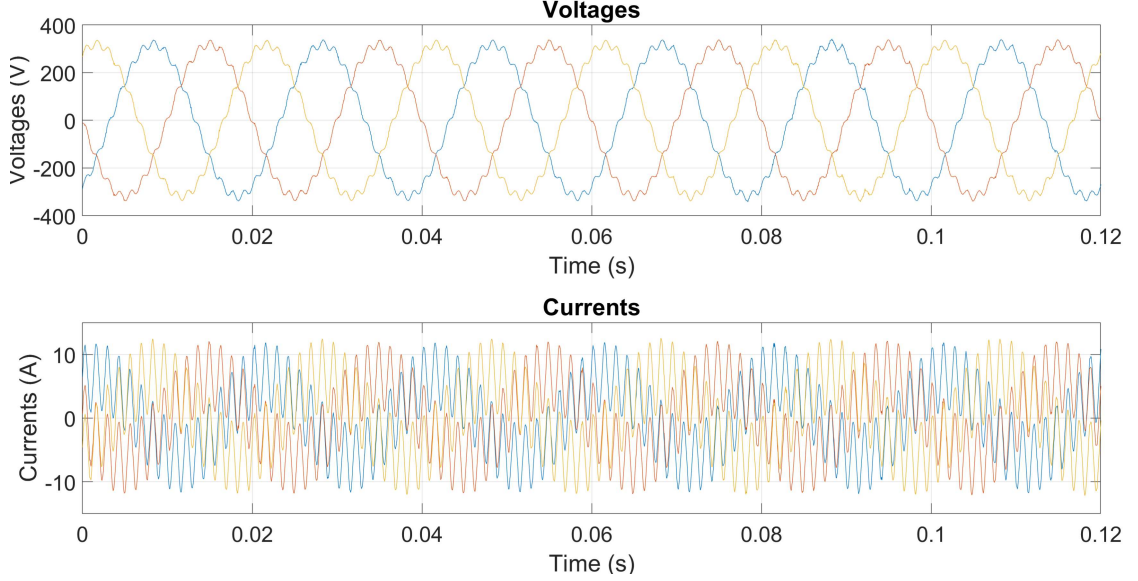 Voltages
400
200
0
-200
-400
Voltages (V)
0 0.02 0.04 0.06 0.08 0.1 0.12
Time (s)
Currents
10
0
-10
Currents (A)
0 0.02 0.04 0.06 0.08 0.1 0.12
Time (s)